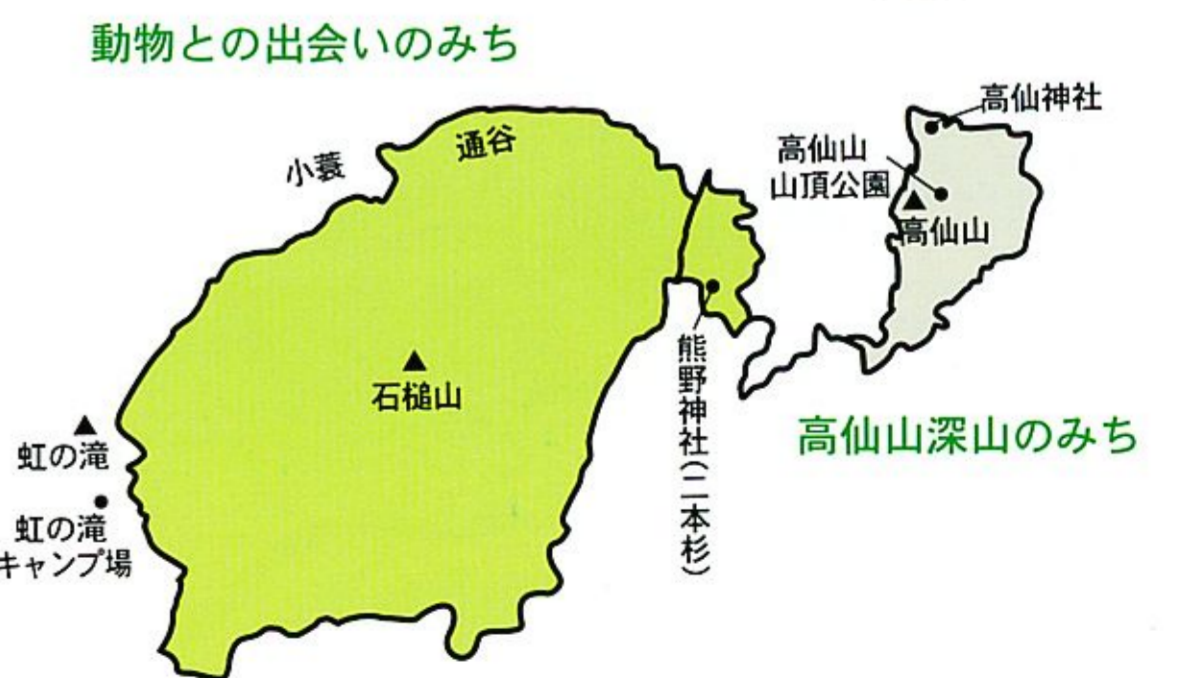 動物との出会いのみち
高仙神社
高仙山
山頂公園
高仙山
小蓑
通谷
石槌山
虹の滝
虹の滝
キャンプ場
熊野神社(二本杉)
高仙山深山のみち